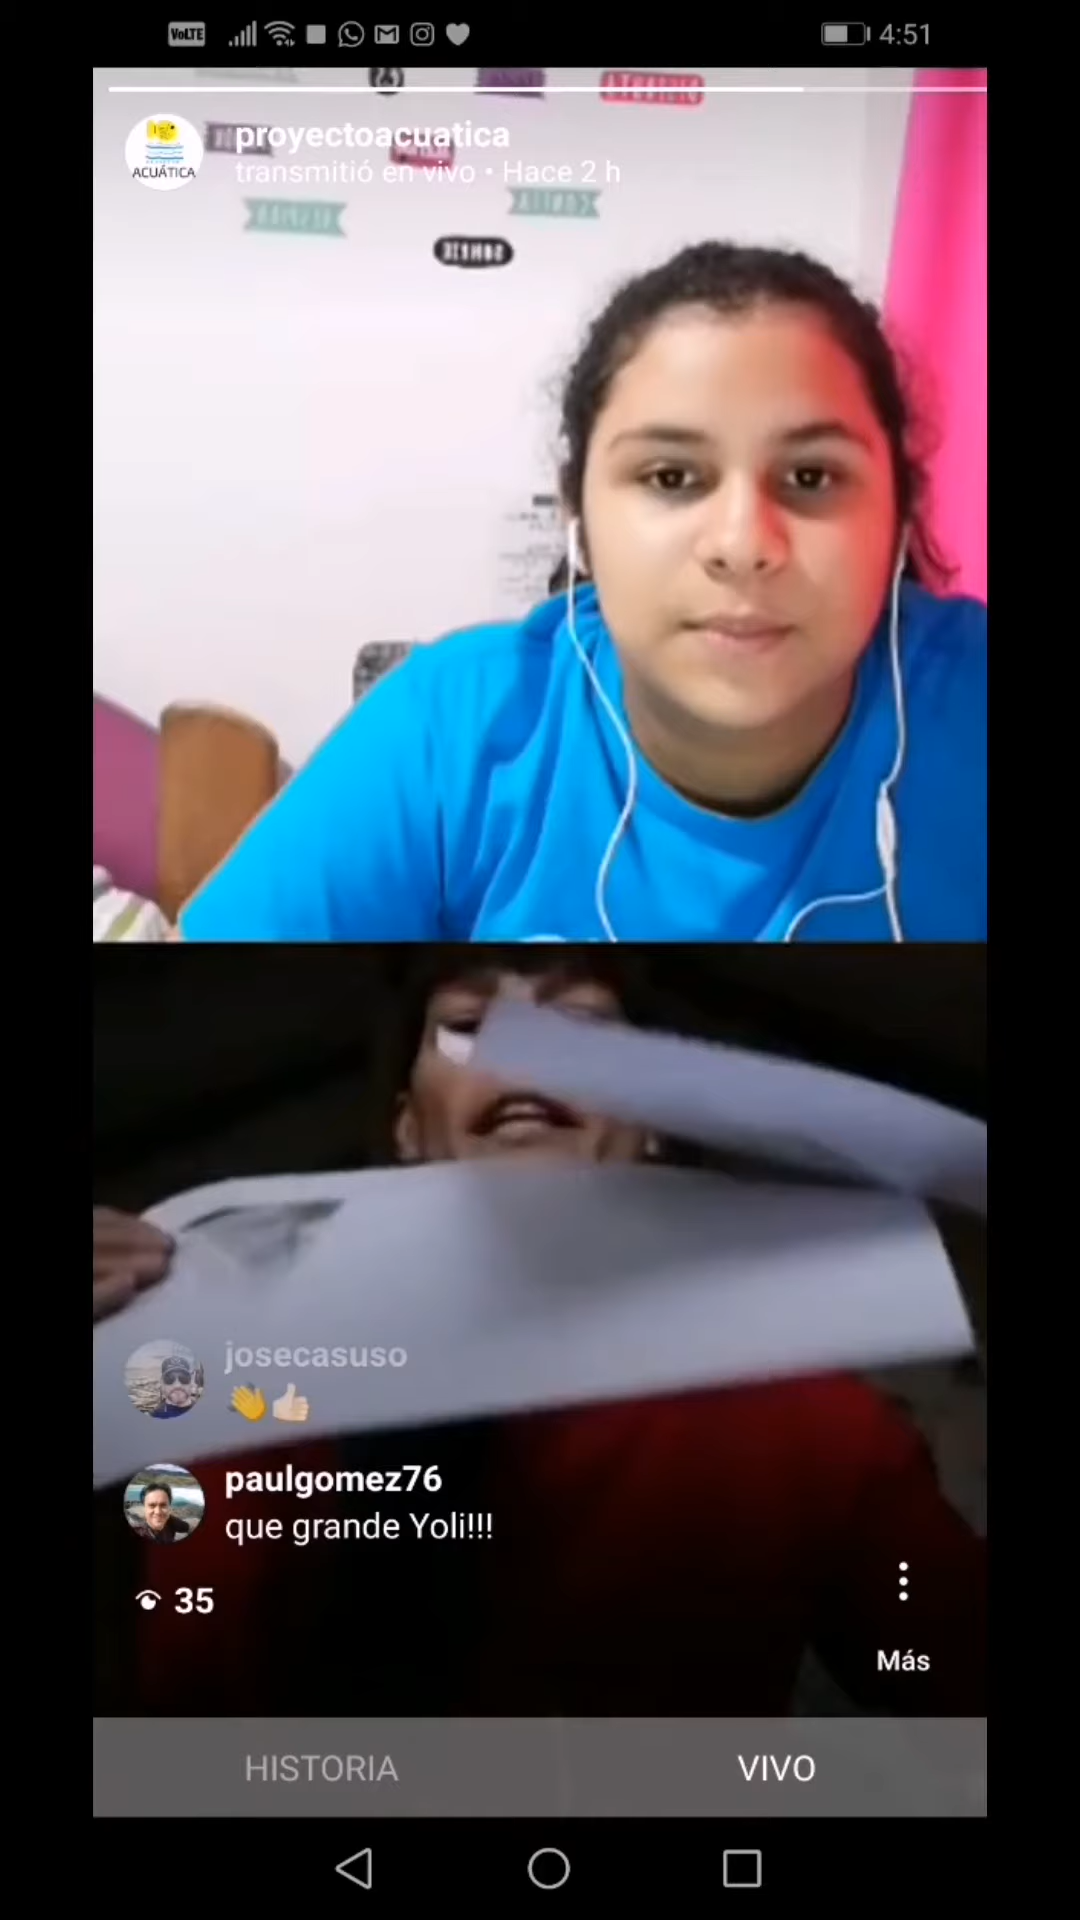 VoLTE 4:51
proyectoacuatica
transmitió en vivo • Hace 2 h
ACUÁTICA
josecasuso
👋👍🏻
paulgomez76
que grande Yoli!!!
35
Más
HISTORIA VIVO